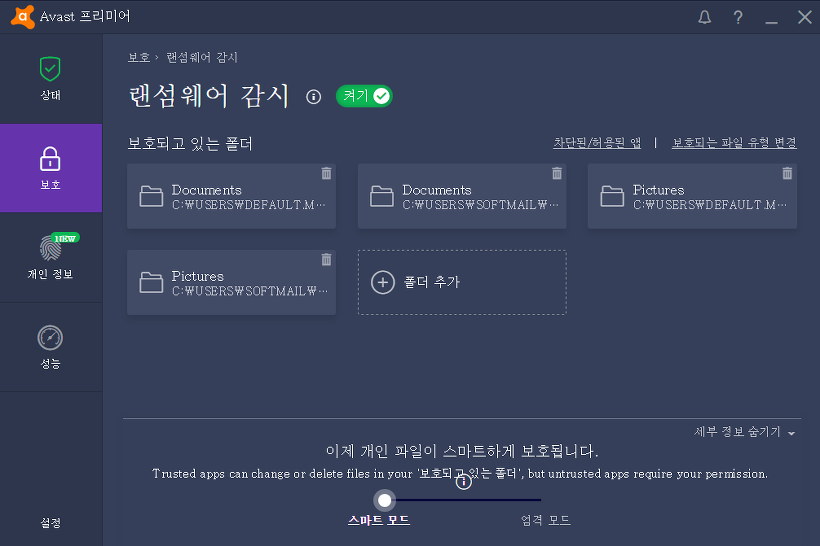 Avast 프리미어
상태
보호
NEW
개인 정보
성능
설정
보호 › 랜섬웨어 감시
랜섬웨어 감시
켜기
보호되고 있는 폴더
차단된/허용된 앱 | 보호되는 파일 유형 변경
Documents
C:₩USERS₩DEFAULT.M...
Documents
C:₩USERS₩SOFTMAIL₩...
Pictures
C:₩USERS₩DEFAULT.M...
Pictures
C:₩USERS₩SOFTMAIL₩...
폴더 추가
세부 정보 숨기기
이제 개인 파일이 스마트하게 보호됩니다.
Trusted apps can change or delete files in your '보호되고 있는 폴더', but untrusted apps require your permission.
스마트 모드
엄격 모드